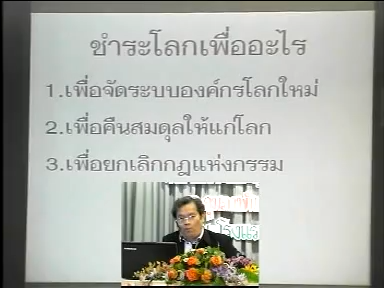 ชำระโลกเพื่ออะไร
1.เพื่อจัดระบบองค์กรโลกใหม่
2.เพื่อคืนสมดุลให้แก่โลก
3.เพื่อยกเลิกกฎแห่งกรรม